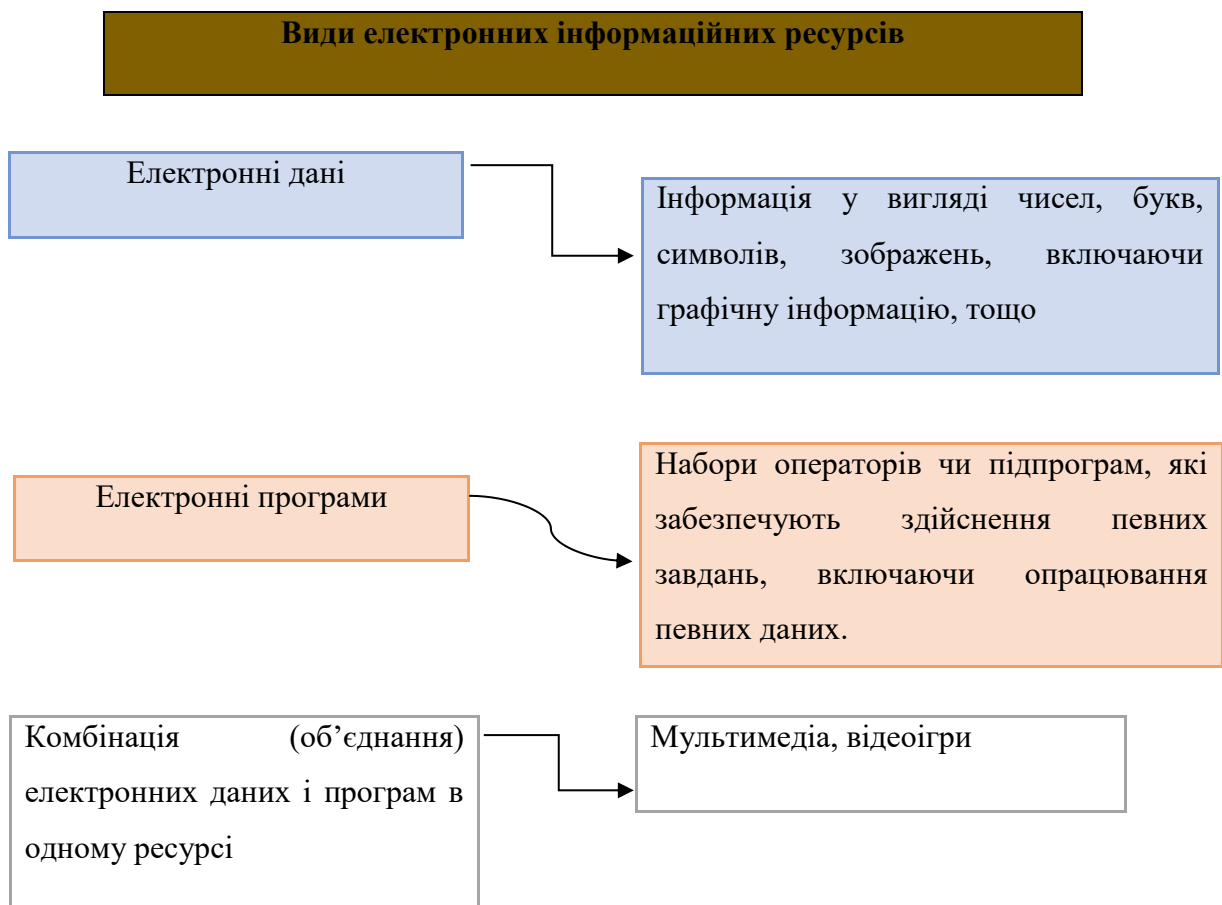 Види електронних інформаційних ресурсів
Електронні дані
Інформація у вигляді чисел, букв,
символів, зображень, включаючи
графічну інформацію, тощо
Електронні програми
Набори операторів чи підпрограм, які
забезпечують здійснення певних
завдань, включаючи опрацювання
певних даних.
Комбінація (об’єднання)
електронних даних і програм в
одному ресурсі
Мультимедіа, відеоігри